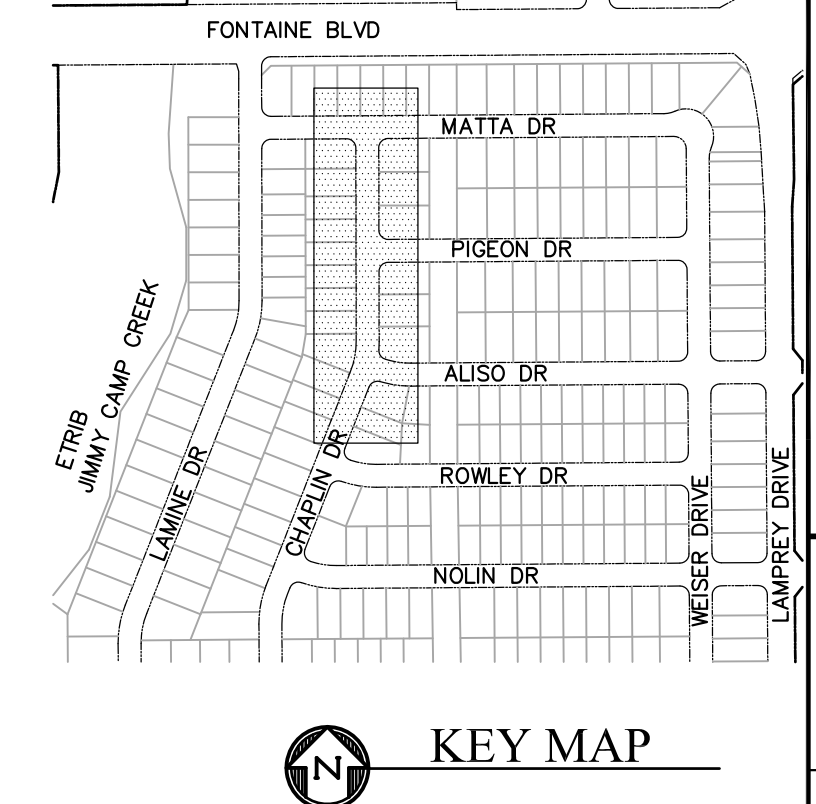 FONTAINE BLVD
MATTA DR
PIGEON DR
ETRIB
JIMMY CAMP CREEK
ALISO DR
LAMINE DR
CHAPLIN DR
ROWLEY DR
WEISER DRIVE
LAMPREY DRIVE
NOLIN DR
N
KEY MAP